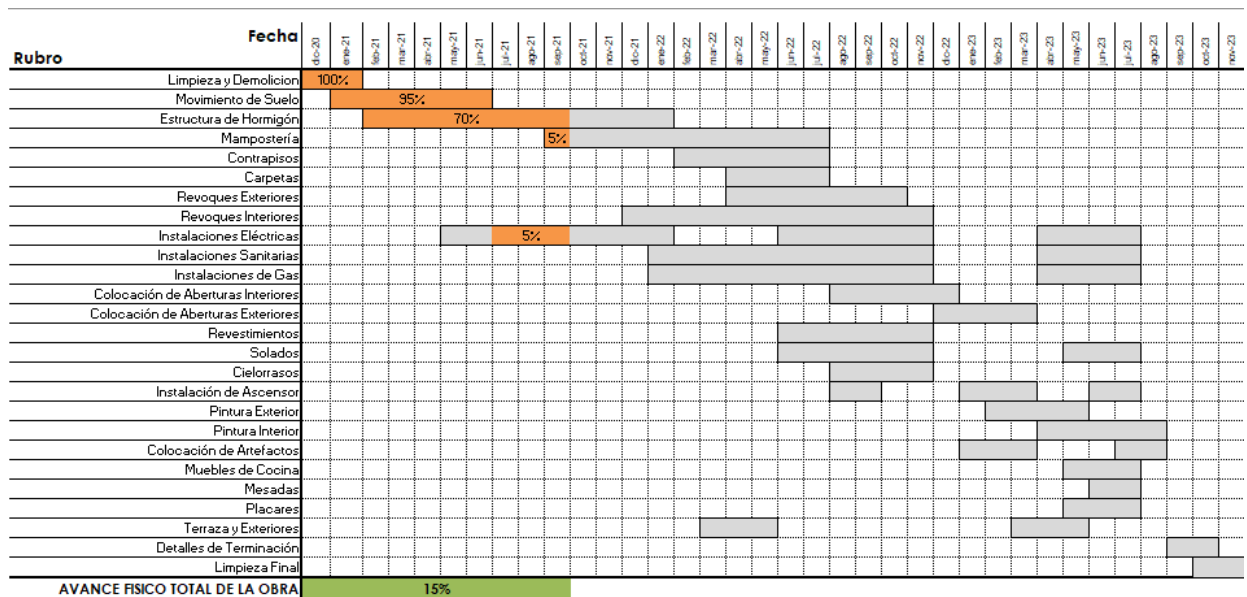 Fecha
Rubro
dic-20 ene-21 feb-21 mar-21 abr-21 may-21 jun-21 jul-21 ago-21 sep-21 oct-21 nov-21 dic-21 ene-22 feb-22 mar-22 abr-22 may-22 jun-22 jul-22 ago-22 sep-22 oct-22 nov-22 dic-22 ene-23 feb-23 mar-23 abr-23 may-23 jun-23 jul-23 ago-23 sep-23 oct-23 nov-23
Limpieza y Demolicion 100%
Movimiento de Suelo 95%
Estructura de Hormigón 70%
Mampostería 5%
Contrapisos
Carpetas
Revoques Exteriores
Revoques Interiores
Instalaciones Eléctricas 5%
Instalaciones Sanitarias
Instalaciones de Gas
Colocación de Aberturas Interiores
Colocación de Aberturas Exteriores
Revestimientos
Solados
Cielorrasos
Instalación de Ascensor
Pintura Exterior
Pintura Interior
Colocación de Artefactos
Muebles de Cocina
Mesadas
Placares
Terraza y Exteriores
Detalles de Terminación
Limpieza Final
AVANCE FISICO TOTAL DE LA OBRA 15%